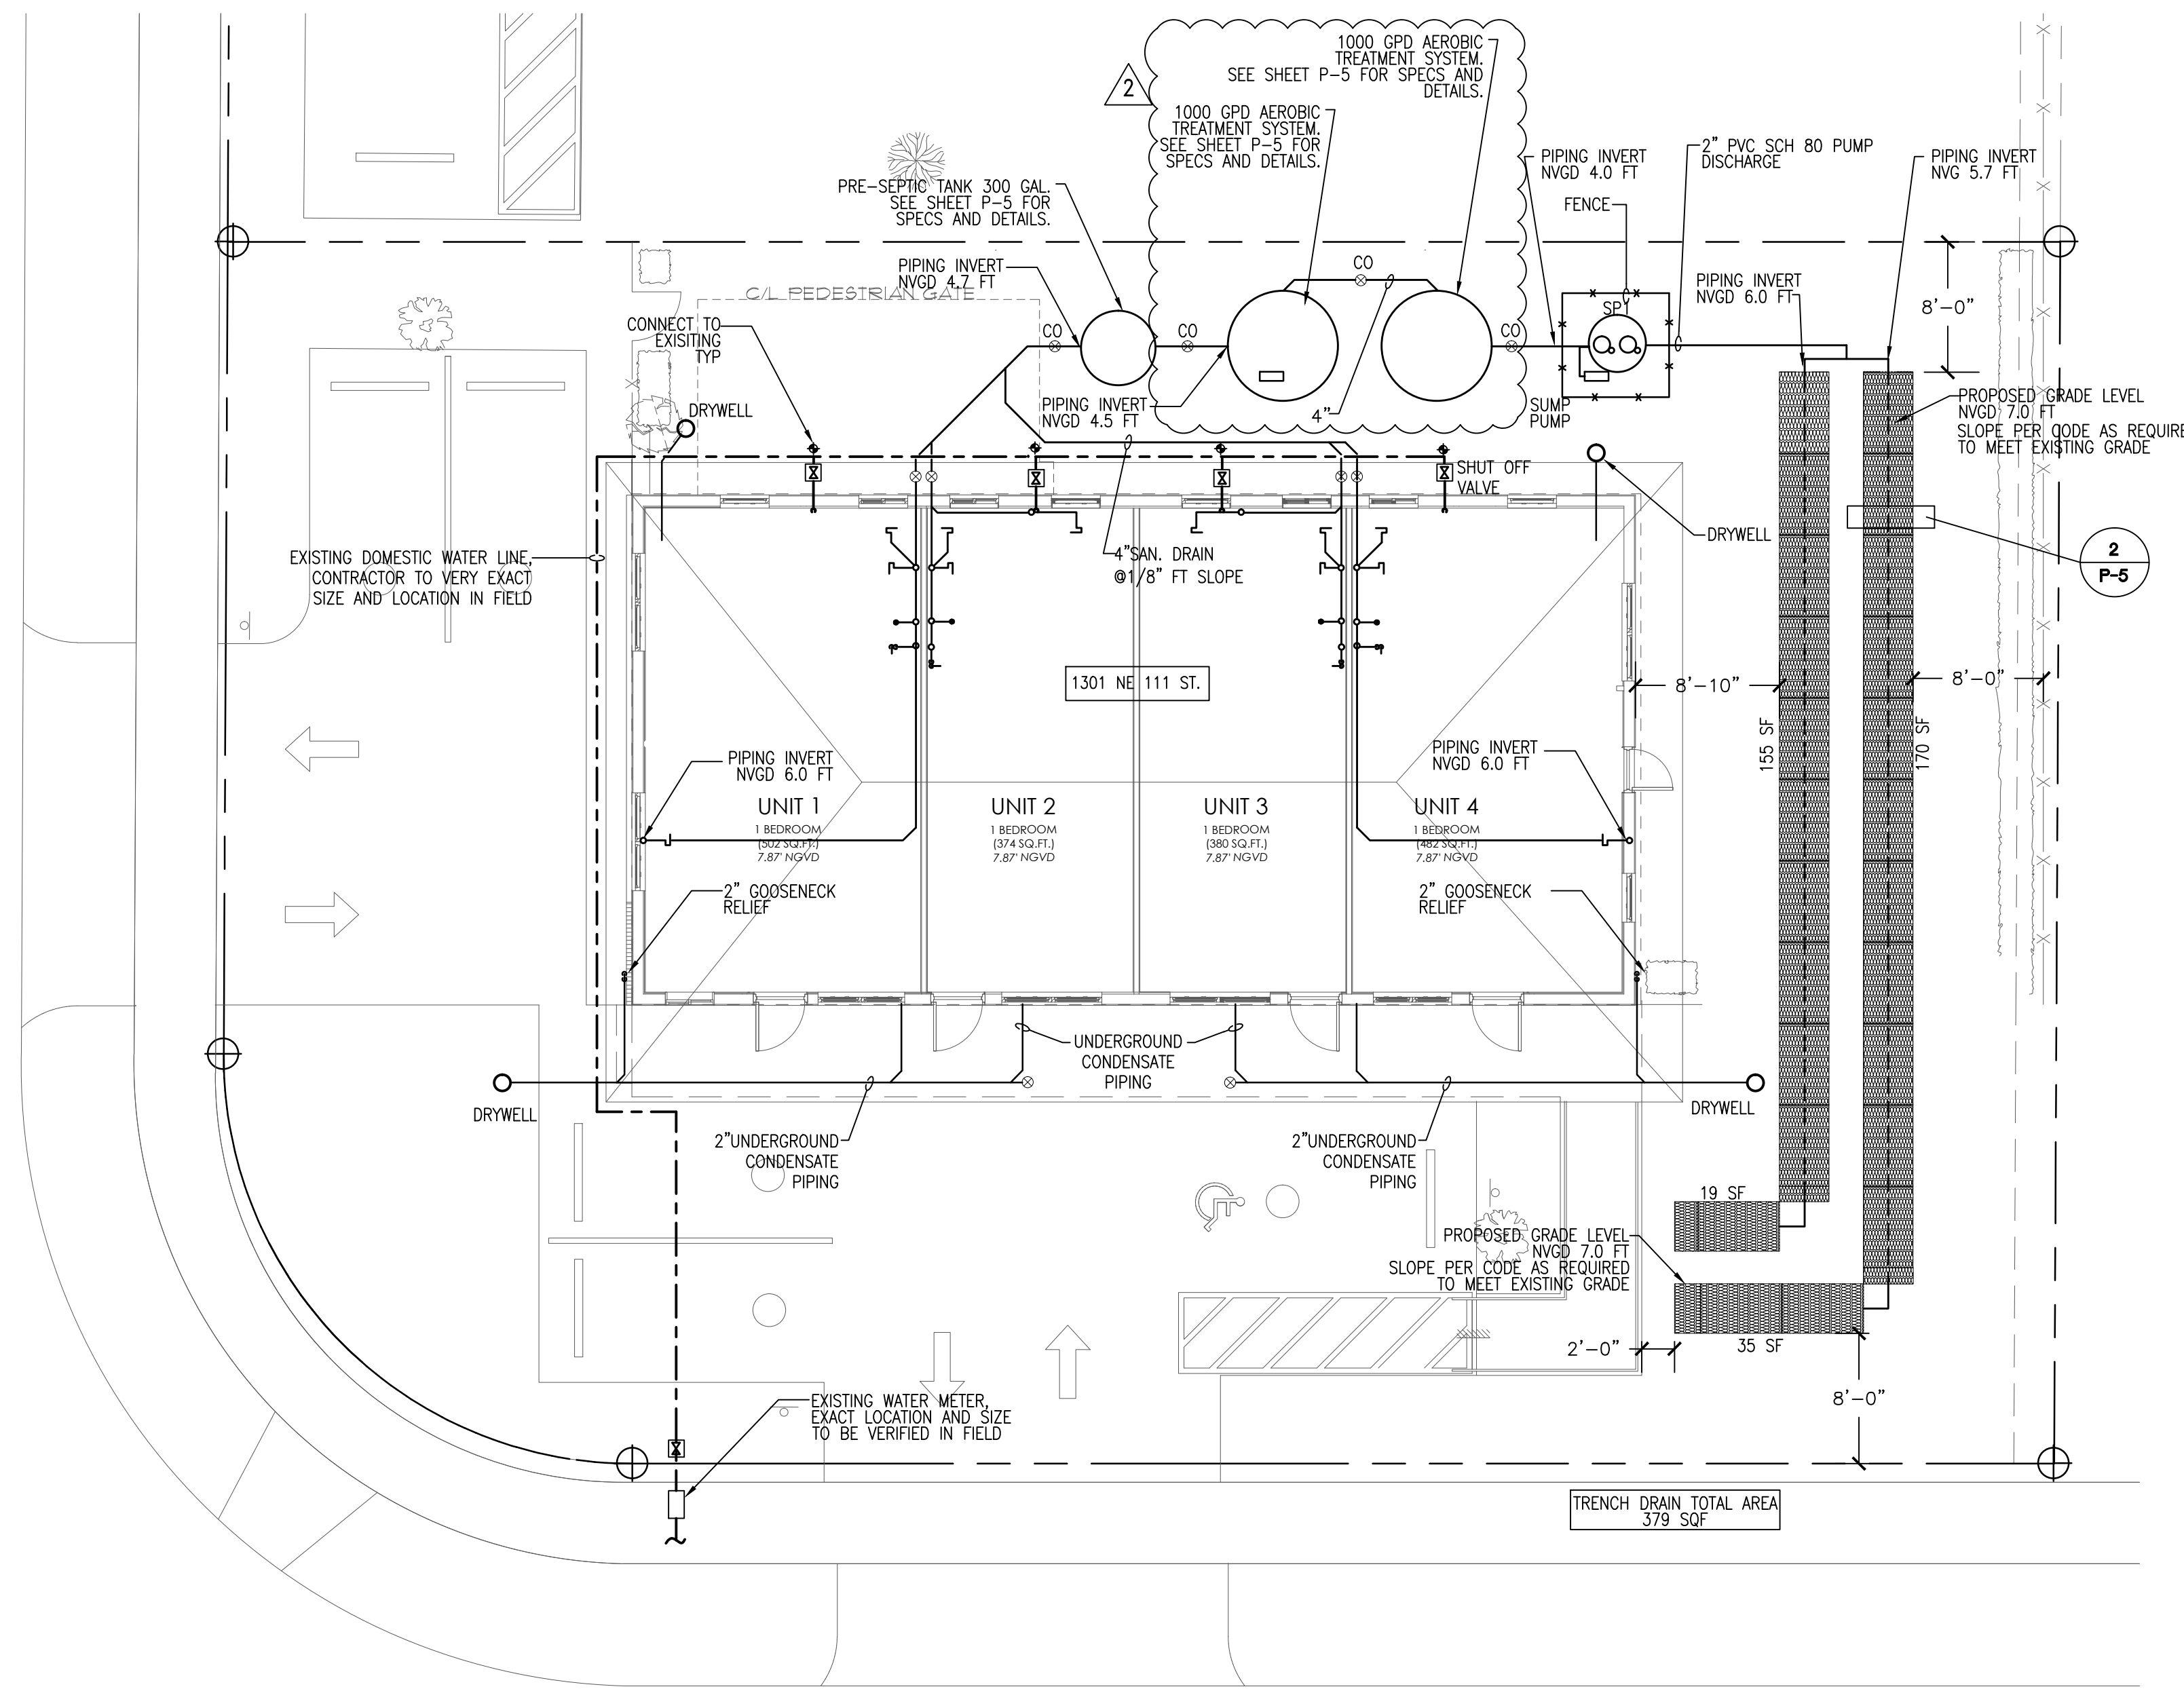 1000 GPD AEROBIC
TREATMENT SYSTEM.
SEE SHEET P-5 FOR SPECS AND
DETAILS.
2
1000 GPD AEROBIC
TREATMENT SYSTEM.
SEE SHEET P-5 FOR
SPECS AND DETAILS.
PIPING INVERT
NVGD 4.0 FT
2" PVC SCH 80 PUMP
DISCHARGE
PIPING INVERT
NVG 5.7 FT
PRE-SEPTIC TANK 300 GAL.
SEE SHEET P-5 FOR
SPECS AND DETAILS.
FENCE
PIPING INVERT
NVGD 4.7 FT
C/L PEDESTRIAN GATE
CO
PIPING INVERT
NVGD 6.0 FT
8'-0"
SP
CONNECT TO
EXISITING
TYP
CO
CO
CO
DRYWELL
PIPING INVERT
NVGD 4.5 FT
4"
SUMP
PUMP
PROPOSED GRADE LEVEL
NVGD 7.0 FT
SLOPE PER CODE AS REQUIRE
TO MEET EXISTING GRADE
SHUT OFF
VALVE
DRYWELL
EXISTING DOMESTIC WATER LINE,
CONTRACTOR TO VERY EXACT
SIZE AND LOCATION IN FIELD
4"SAN. DRAIN
@1/8" FT SLOPE
2
P-5
1301 NE 111 ST.
8'-10"
8'-0"
155 SF
170 SF
PIPING INVERT
NVGD 6.0 FT
PIPING INVERT
NVGD 6.0 FT
UNIT 1
1 BEDROOM
(502 SQ.FT.)
7.87' NGVD
UNIT 2
1 BEDROOM
(374 SQ.FT.)
7.87' NGVD
UNIT 3
1 BEDROOM
(380 SQ.FT.)
7.87' NGVD
UNIT 4
1 BEDROOM
(482 SQ.FT.)
7.87' NGVD
2" GOOSENECK
RELIEF
2" GOOSENECK
RELIEF
UNDERGROUND
CONDENSATE
PIPING
DRYWELL
DRYWELL
2"UNDERGROUND
CONDENSATE
PIPING
2"UNDERGROUND
CONDENSATE
PIPING
19 SF
PROPOSED GRADE LEVEL
NVGD 7.0 FT
SLOPE PER CODE AS REQUIRED
TO MEET EXISTING GRADE
35 SF
2'-0"
8'-0"
EXISTING WATER METER,
EXACT LOCATION AND SIZE
TO BE VERIFIED IN FIELD
TRENCH DRAIN TOTAL AREA
379 SQF